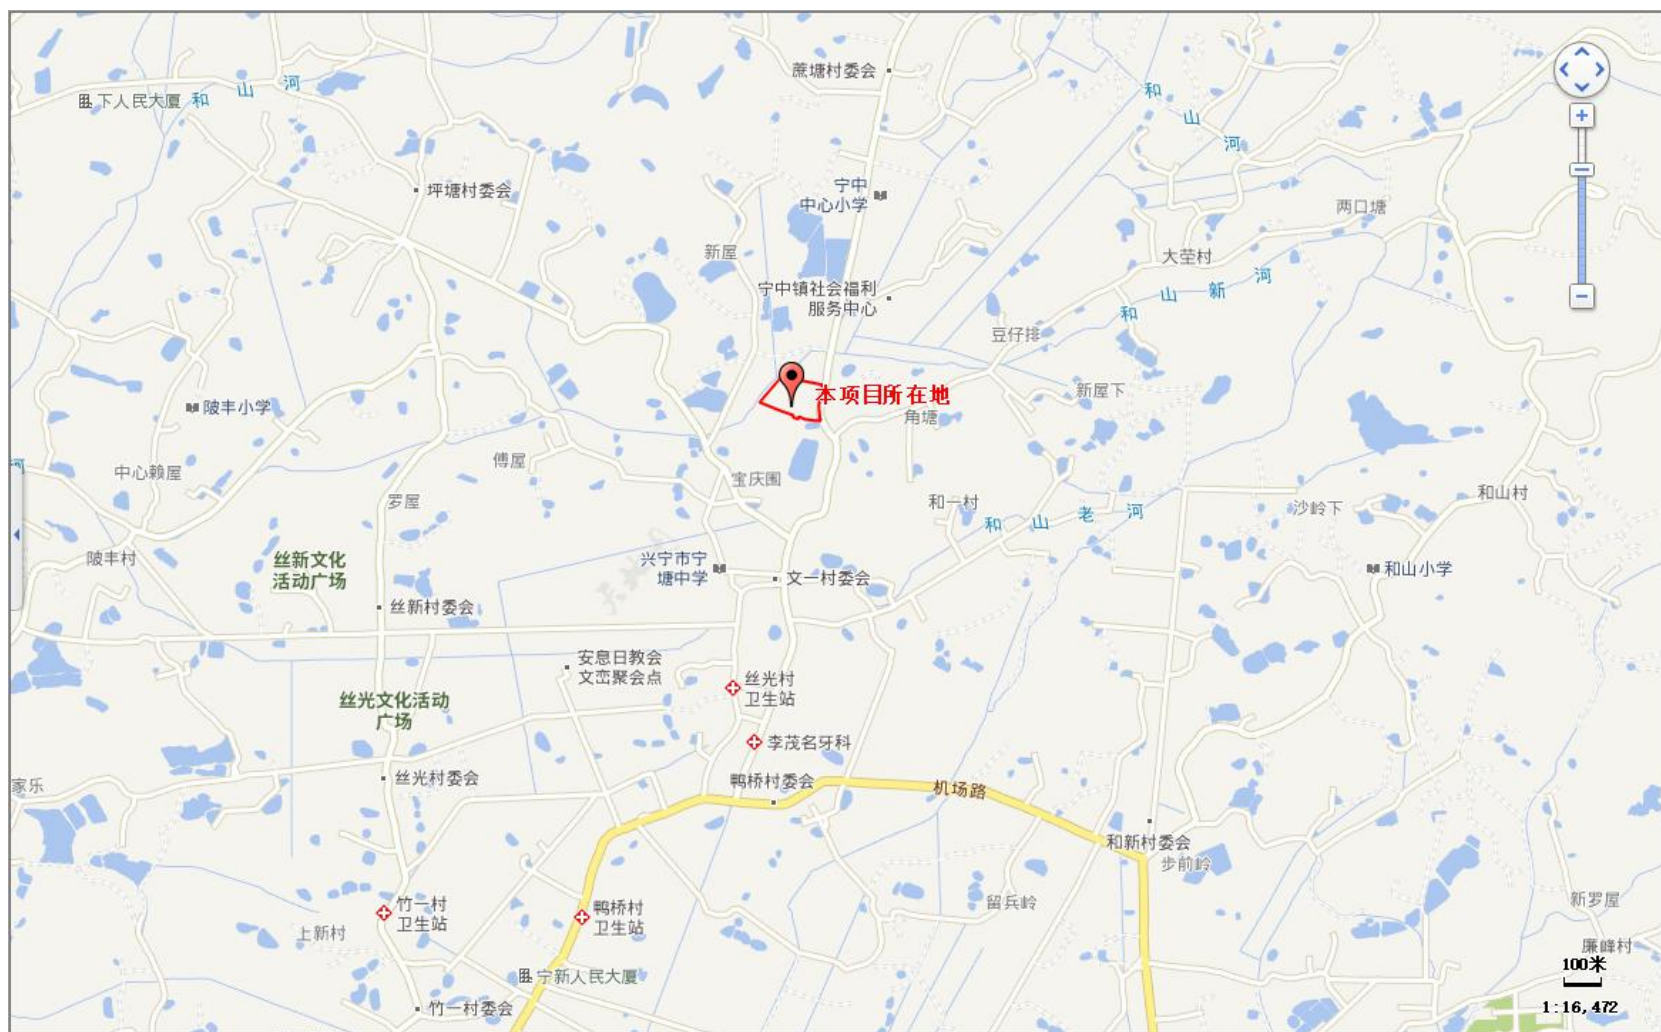 蔗塘村委会
下人民大厦
和山河
和山河
坪塘村委会
宁中
中心小学
两口塘
新屋
大茔村
宁中镇社会福利
服务中心
和山新河
豆仔排
本项目所在地
新屋下
陂丰小学
角塘
傅屋
中心赖屋
河
宝庆围
罗屋
和一村
和山老河
沙岭下
和山村
陂丰村
丝新文化
活动广场
兴宁市宁
塘中学
文一村委会
和山小学
丝新村委会
安息日教会
文峦聚会点
丝光村
卫生站
丝光文化活动
广场
李茂名牙科
丝光村委会
家乐
鸭桥村委会
机场路
和新村委会
步前岭
竹一村
卫生站
鸭桥村
卫生站
留兵岭
新罗屋
上新村
廉峰村
宁新人民大厦
竹一村委会
100米
1:16,472